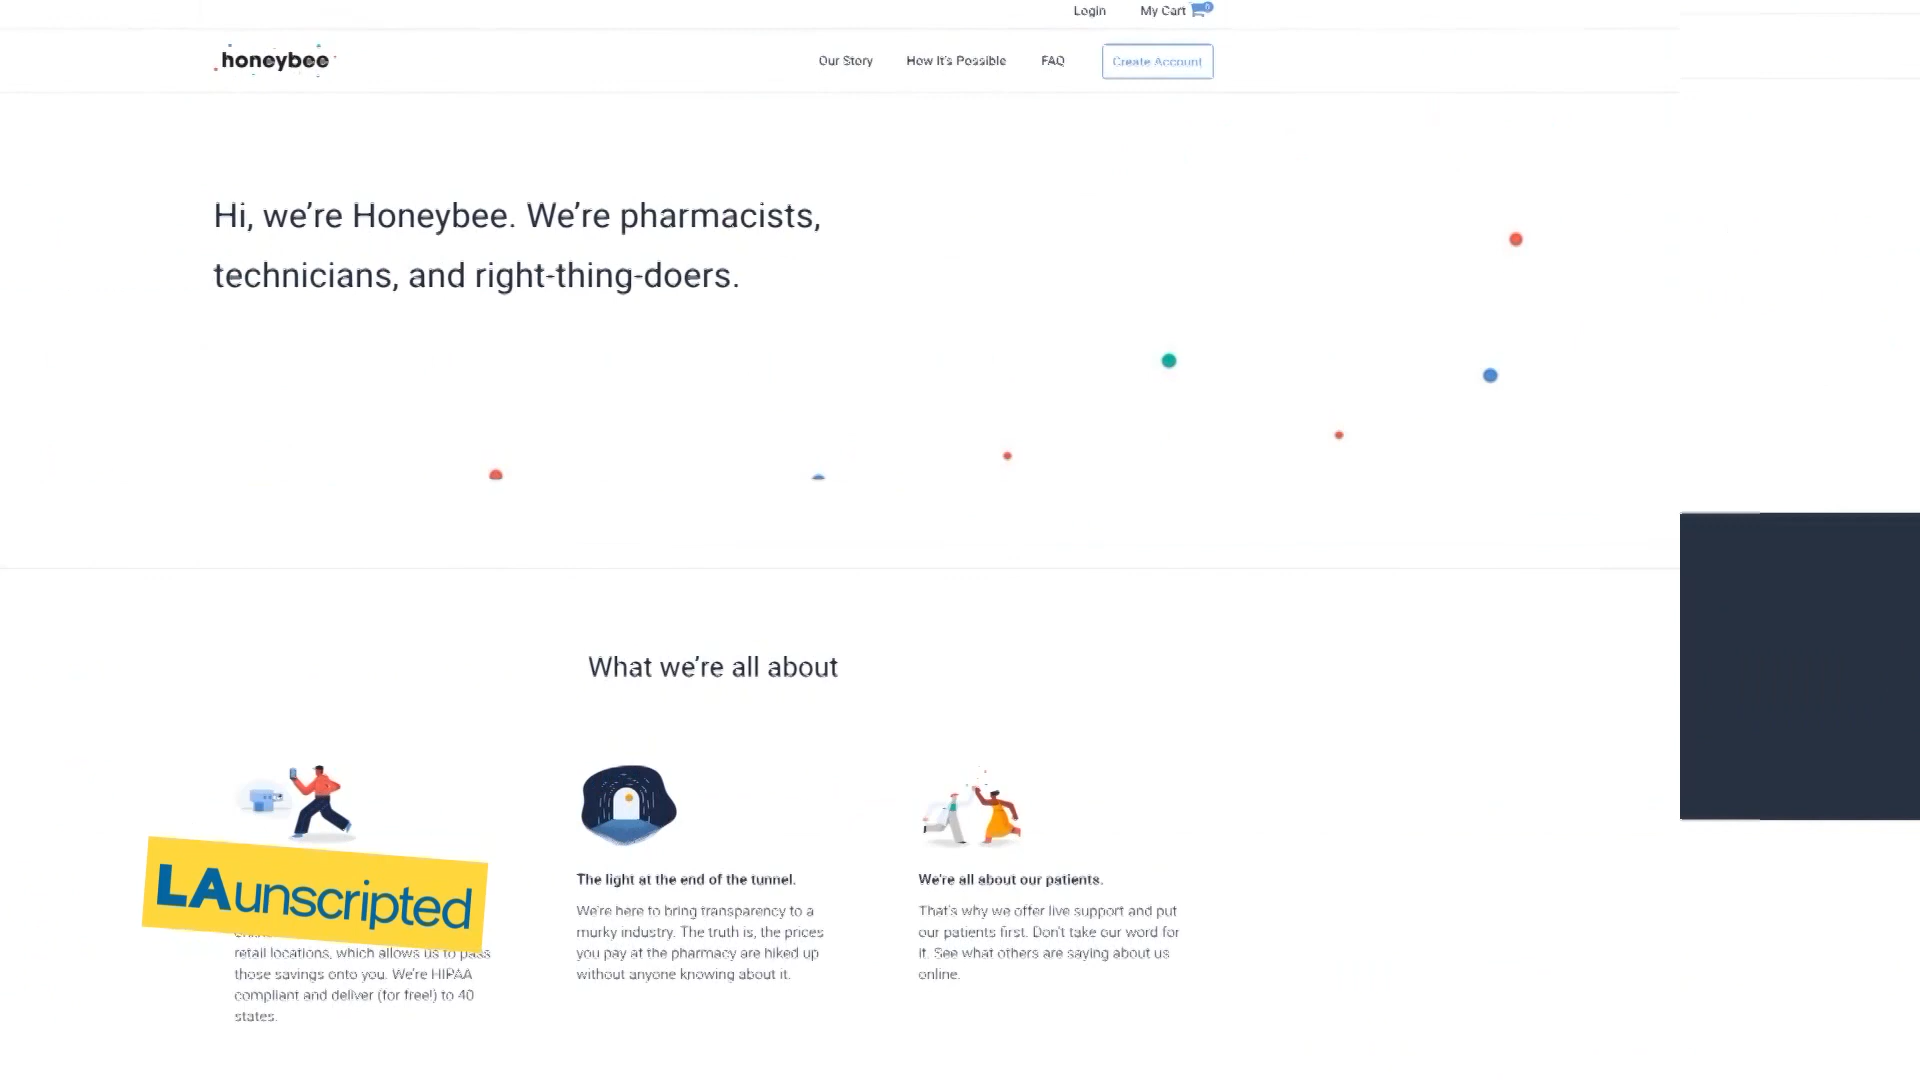 Login My Cart
honeybee
Our Story How It's Possible FAQ Create Account
Hi, we're Honeybee. We're pharmacists,
technicians, and right-thing-doers.
What we're all about
LAunscripted
retail locations, which allows us to pass
those savings onto you. We're HIPAA
compliant and deliver (for free!) to 40
states.
The light at the end of the tunnel.
We're here to bring transparency to a
murky industry. The truth is, the prices
you pay at the pharmacy are hiked up
without anyone knowing about it.
We're all about our patients.
That's why we offer live support and put
our patients first. Don't take our word for
it. See what others are saying about us
online.